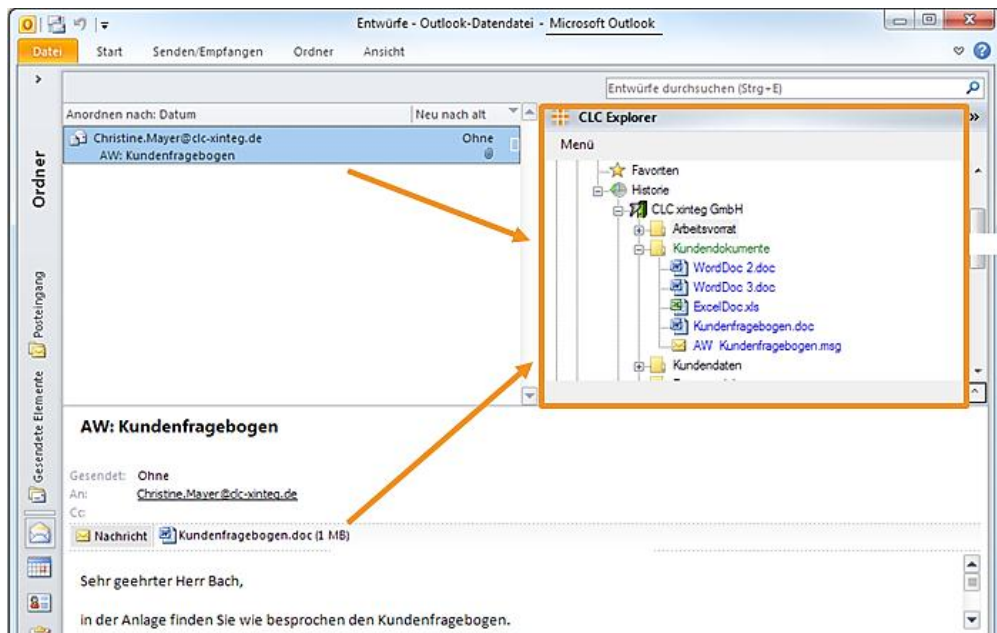 Entwürfe - Outlook-Datendatei - Microsoft Outlook
Datei Start Senden/Empfangen Ordner Ansicht
Entwürfe durchsuchen (Strg+E)
Anordnen nach: Datum Neu nach alt
Christine.Mayer@clc-xinteg.de Ohne
AW: Kundenfragebogen
Ordner
Posteingang
Gesendete Elemente
CLC Explorer
Menü
Favoriten
Historie
CLC xinteg GmbH
Arbeitsvorrat
Kundendokumente
WordDoc 2.doc
WordDoc 3.doc
ExcelDoc.xls
Kundenfragebogen.doc
AW Kundenfragebogen.msg
Kundendaten
AW: Kundenfragebogen
Gesendet: Ohne
An: Christine.Mayer@clc-xinteg.de
Cc:
Nachricht Kundenfragebogen.doc (1 MB)
Sehr geehrter Herr Bach,
in der Anlage finden Sie wie besprochen den Kundenfragebogen.